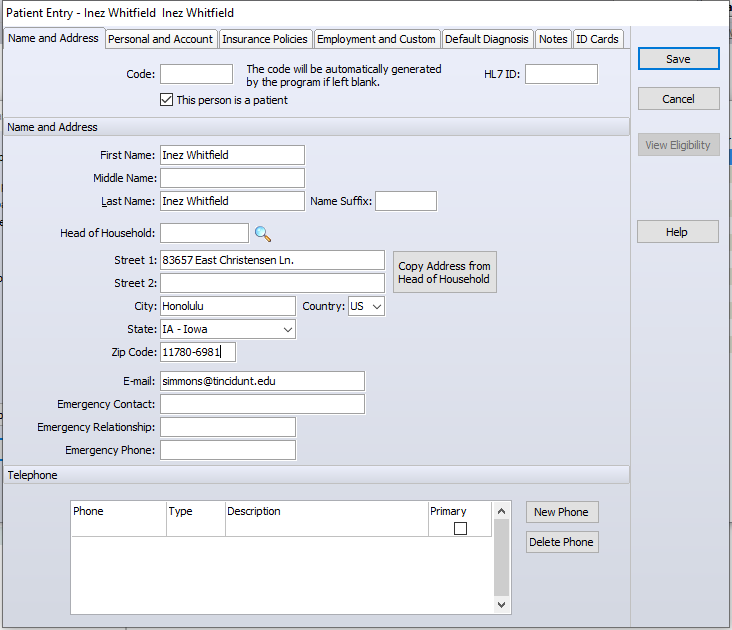 Patient Entry - Inez Whitfield  Inez Whitfield
Name and Address
Personal and Account
Insurance Policies
Employment and Custom
Default Diagnosis
Notes
ID Cards
Code:
The code will be automatically generated
by the program if left blank.
HL7 ID:
This person is a patient
Save
Cancel
View Eligibility
Help
Name and Address
First Name: Inez Whitfield
Middle Name:
Last Name: Inez Whitfield
Name Suffix:
Head of Household:
Street 1: 83657 East Christensen Ln.
Street 2:
Copy Address from
Head of Household
City: Honolulu
Country: US
State: IA - Iowa
Zip Code: 11780-6981
E-mail: simmons@tincidunt.edu
Emergency Contact:
Emergency Relationship:
Emergency Phone:
Telephone
Phone
Type
Description
Primary
New Phone
Delete Phone